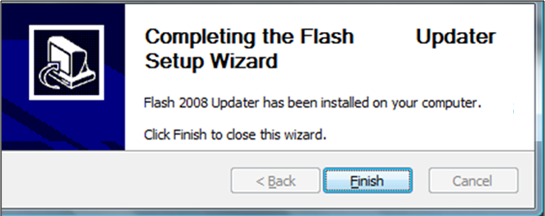 Completing the Flash Updater
Setup Wizard
Flash 2008 Updater has been installed on your computer.
Click Finish to close this wizard.
< Back Finish Cancel